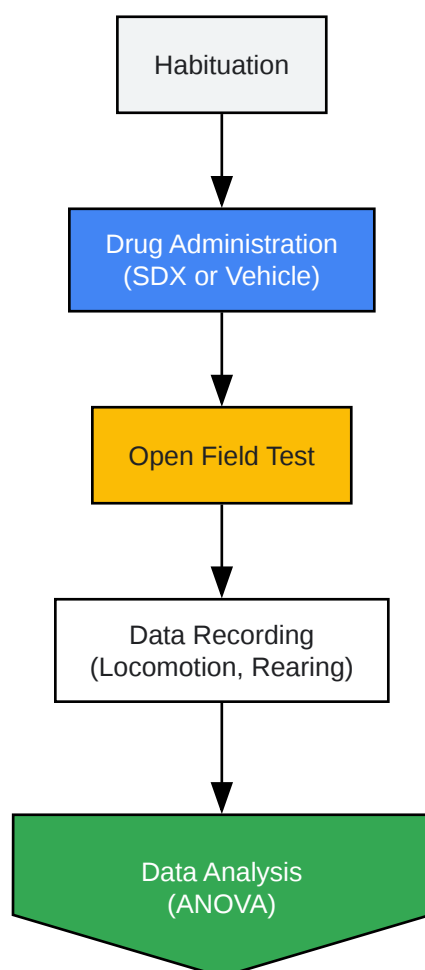 Habituation
Drug Administration
(SDX or Vehicle)
Open Field Test
Data Recording
(Locomotion, Rearing)
Data Analysis
(ANOVA)